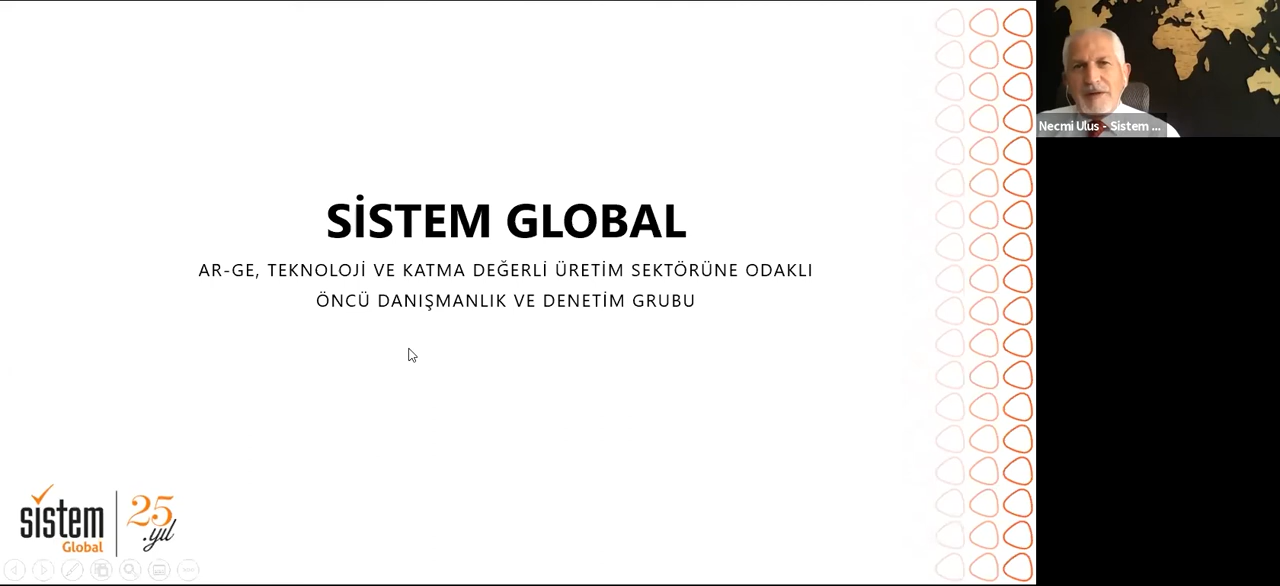 SİSTEM GLOBAL
AR-GE, TEKNOLOJİ VE KATMA DEĞERLİ ÜRETİM SEKTÖRÜNE ODAKLI
ÖNCÜ DANIŞMANLIK VE DENETİM GRUBU
Necmi Ulus - Sistem ...
sistem
Global
25
.yıl